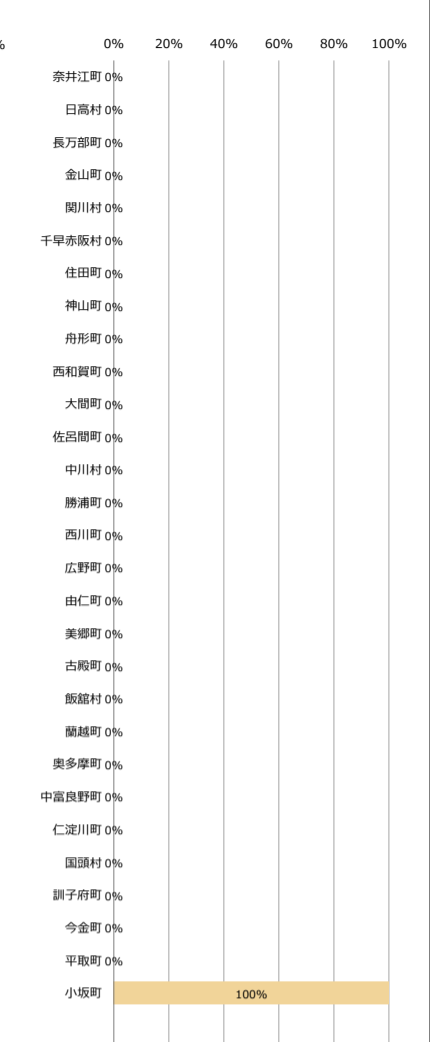 % 0% 20% 40% 60% 80% 100%
奈井江町 0%
日高村 0%
長万部町 0%
金山町 0%
関川村 0%
千早赤阪村 0%
住田町 0%
神山町 0%
舟形町 0%
西和賀町 0%
大間町 0%
佐呂間町 0%
中川村 0%
勝浦町 0%
西川町 0%
広野町 0%
由仁町 0%
美郷町 0%
古殿町 0%
飯舘村 0%
蘭越町 0%
奥多摩町 0%
中富良野町 0%
仁淀川町 0%
国頭村 0%
訓子府町 0%
今金町 0%
平取町 0%
小坂町 100%